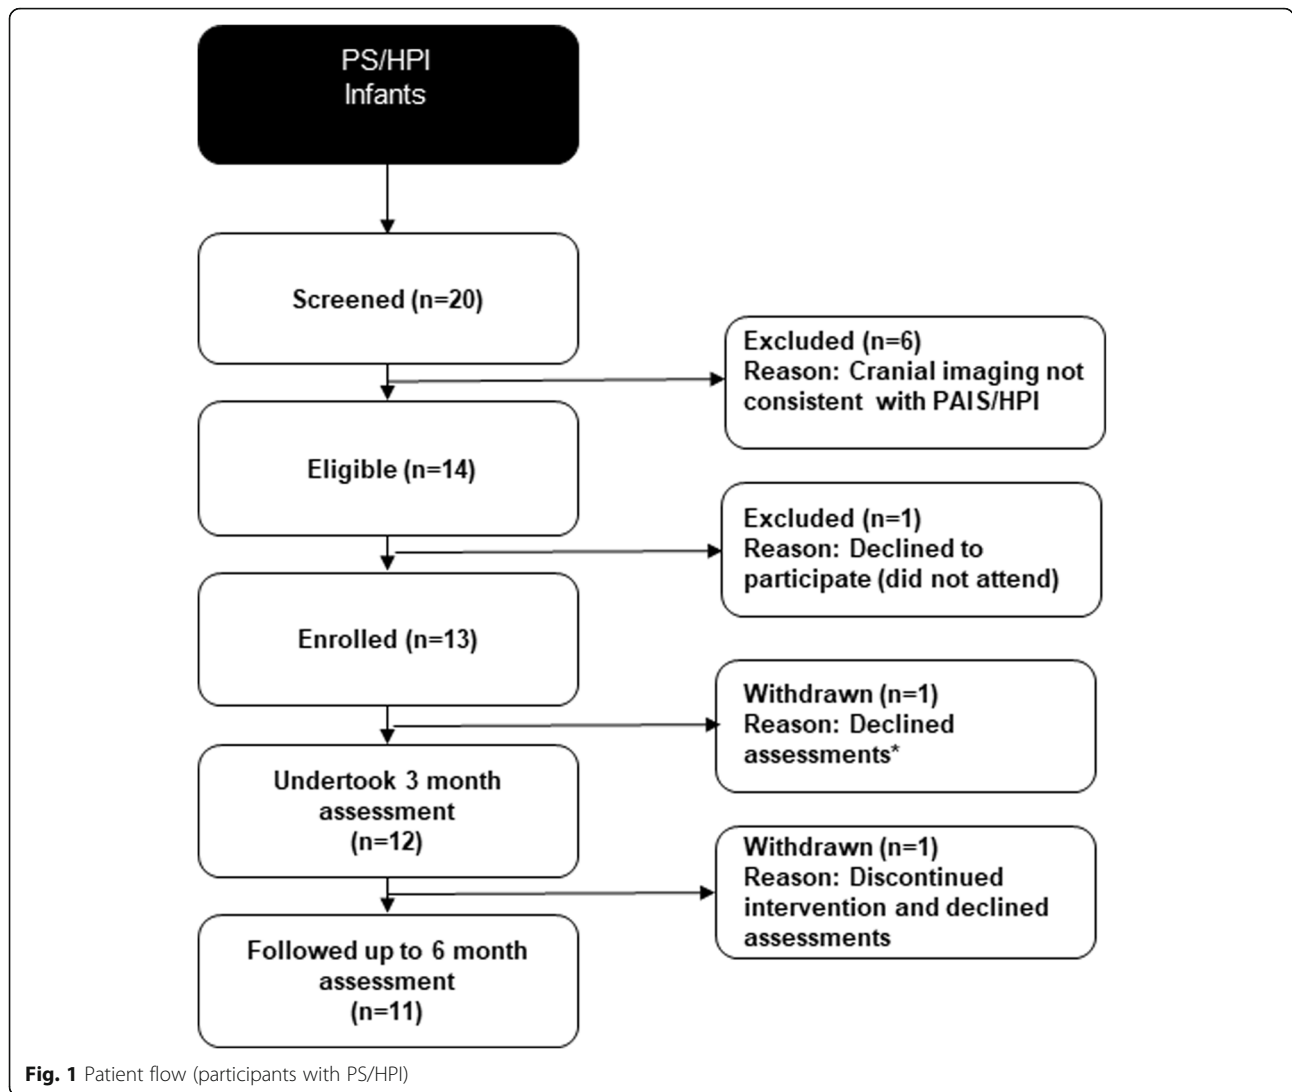 PS/HPI
Infants
Screened (n=20)
Excluded (n=6)
Reason: Cranial imaging not
consistent with PAIS/HPI
Eligible (n=14)
Excluded (n=1)
Reason: Declined to
participate (did not attend)
Enrolled (n=13)
Withdrawn (n=1)
Reason: Declined
assessments*
Undertook 3 month
assessment
(n=12)
Withdrawn (n=1)
Reason: Discontinued
intervention and declined
assessments
Followed up to 6 month
assessment
(n=11)
Fig. 1 Patient flow (participants with PS/HPI)